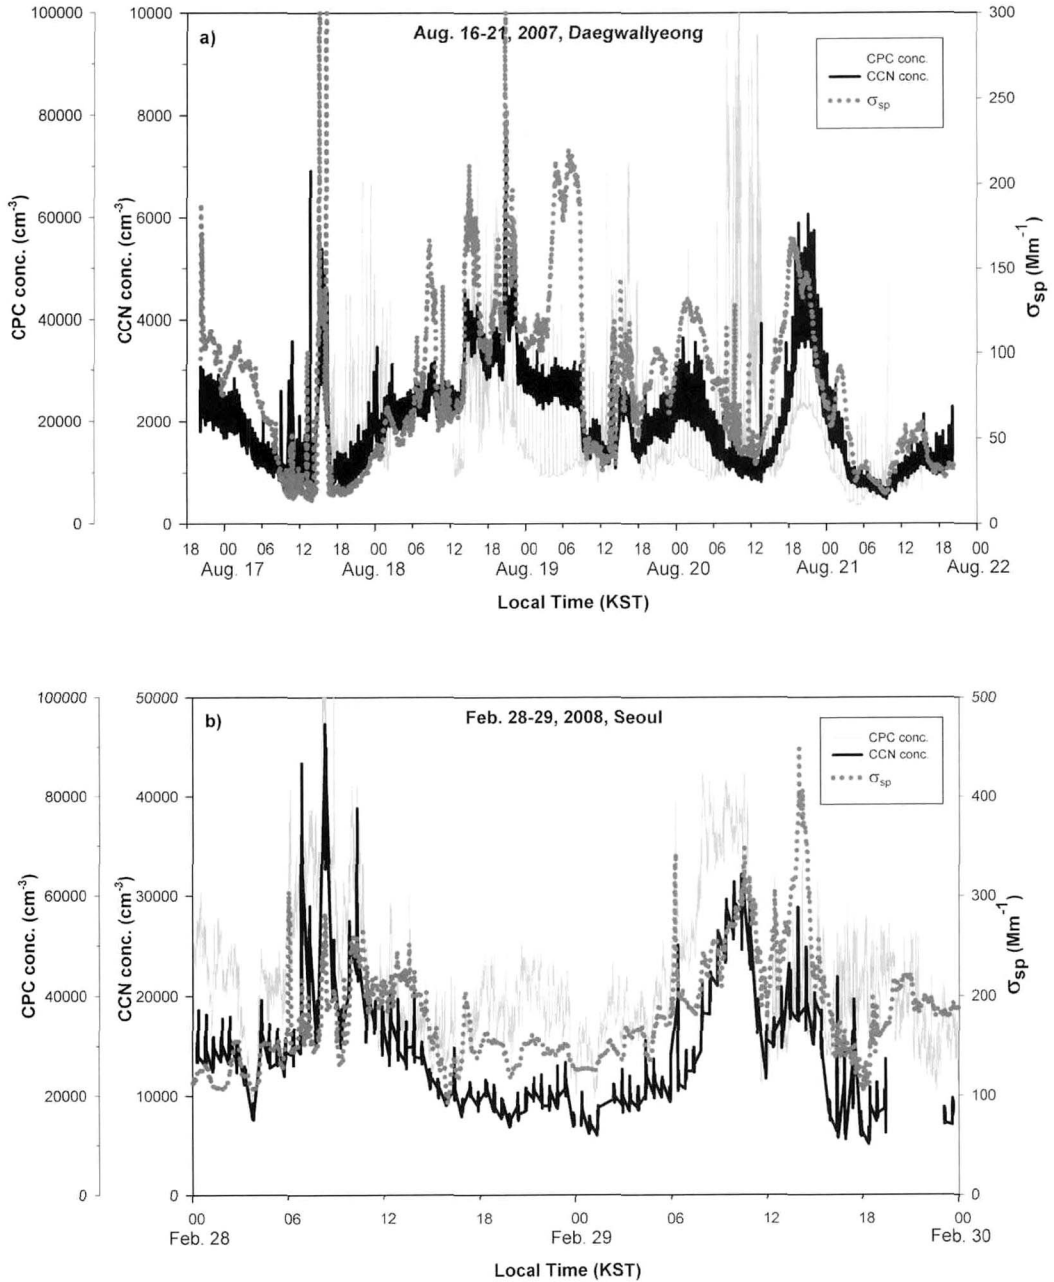 a)
Aug. 16-21, 2007, Daegwallyeong
CPC conc.
CCN conc.
σsp
CPC conc. (cm-3)
100000
80000
60000
40000
20000
0
CCN conc. (cm-3)
10000
8000
6000
4000
2000
0
σsp (Mm-1)
300
250
200
150
100
50
0
18 00 06 12 18 00 06 12 18 00 06 12 18 00 06 12 18 00 06 12 18 00
Aug. 17 Aug. 18 Aug. 19 Aug. 20 Aug. 21 Aug. 22
Local Time (KST)
b)
Feb. 28-29, 2008, Seoul
CPC conc.
CCN conc.
σsp
CPC conc. (cm-3)
100000
80000
60000
40000
20000
0
CCN conc. (cm-3)
50000
40000
30000
20000
10000
0
σsp (Mm-1)
500
400
300
200
100
0
00 06 12 18 00 06 12 18 00
Feb. 28 Feb. 29 Feb. 30
Local Time (KST)